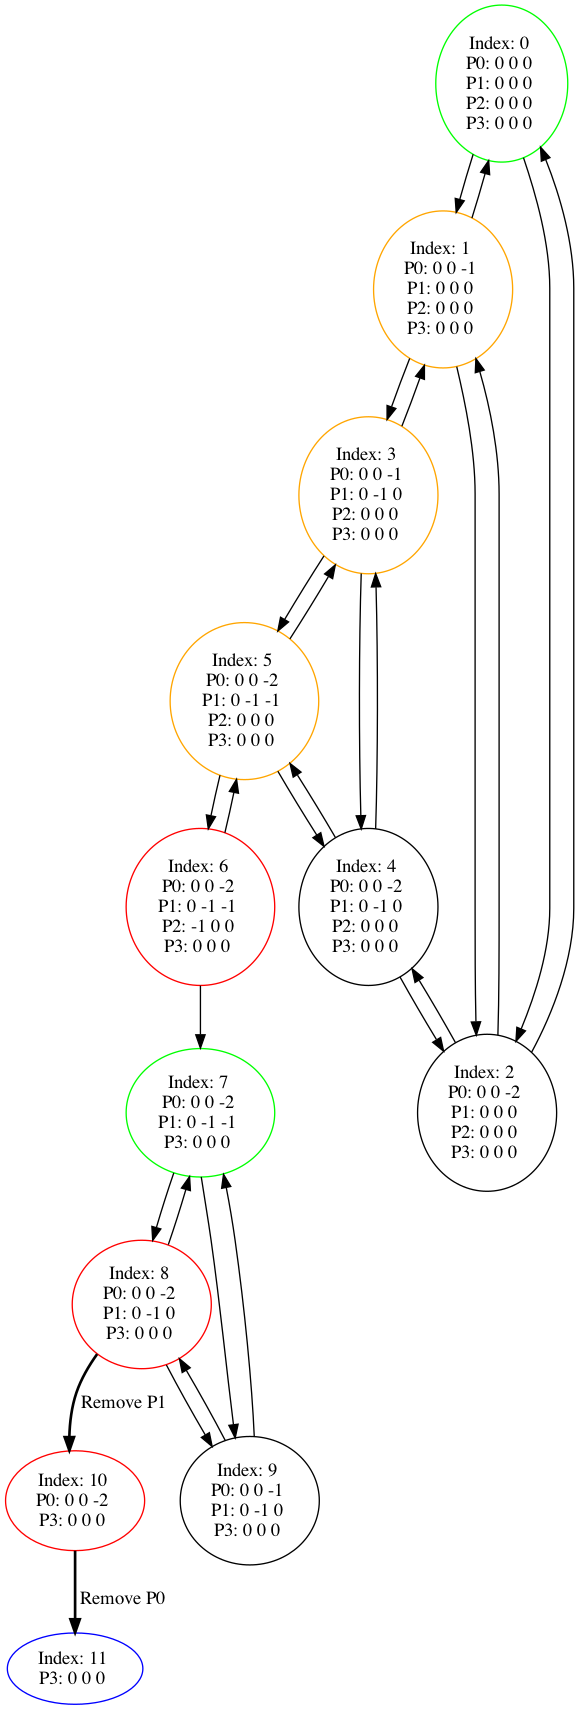 Index: 0
P0: 0 0 0
P1: 0 0 0
P2: 0 0 0
P3: 0 0 0
Index: 1
P0: 0 0 -1
P1: 0 0 0
P2: 0 0 0
P3: 0 0 0
Index: 3
P0: 0 0 -1
P1: 0 -1 0
P2: 0 0 0
P3: 0 0 0
Index: 5
P0: 0 0 -2
P1: 0 -1 -1
P2: 0 0 0
P3: 0 0 0
Index: 6
P0: 0 0 -2
P1: 0 -1 -1
P2: -1 0 0
P3: 0 0 0
Index: 4
P0: 0 0 -2
P1: 0 -1 0
P2: 0 0 0
P3: 0 0 0
Index: 7
P0: 0 0 -2
P1: 0 -1 -1
P3: 0 0 0
Index: 2
P0: 0 0 -2
P1: 0 0 0
P2: 0 0 0
P3: 0 0 0
Index: 8
P0: 0 0 -2
P1: 0 -1 0
P3: 0 0 0
Remove P1
Index: 10
P0: 0 0 -2
P3: 0 0 0
Index: 9
P0: 0 0 -1
P1: 0 -1 0
P3: 0 0 0
Remove P0
Index: 11
P3: 0 0 0